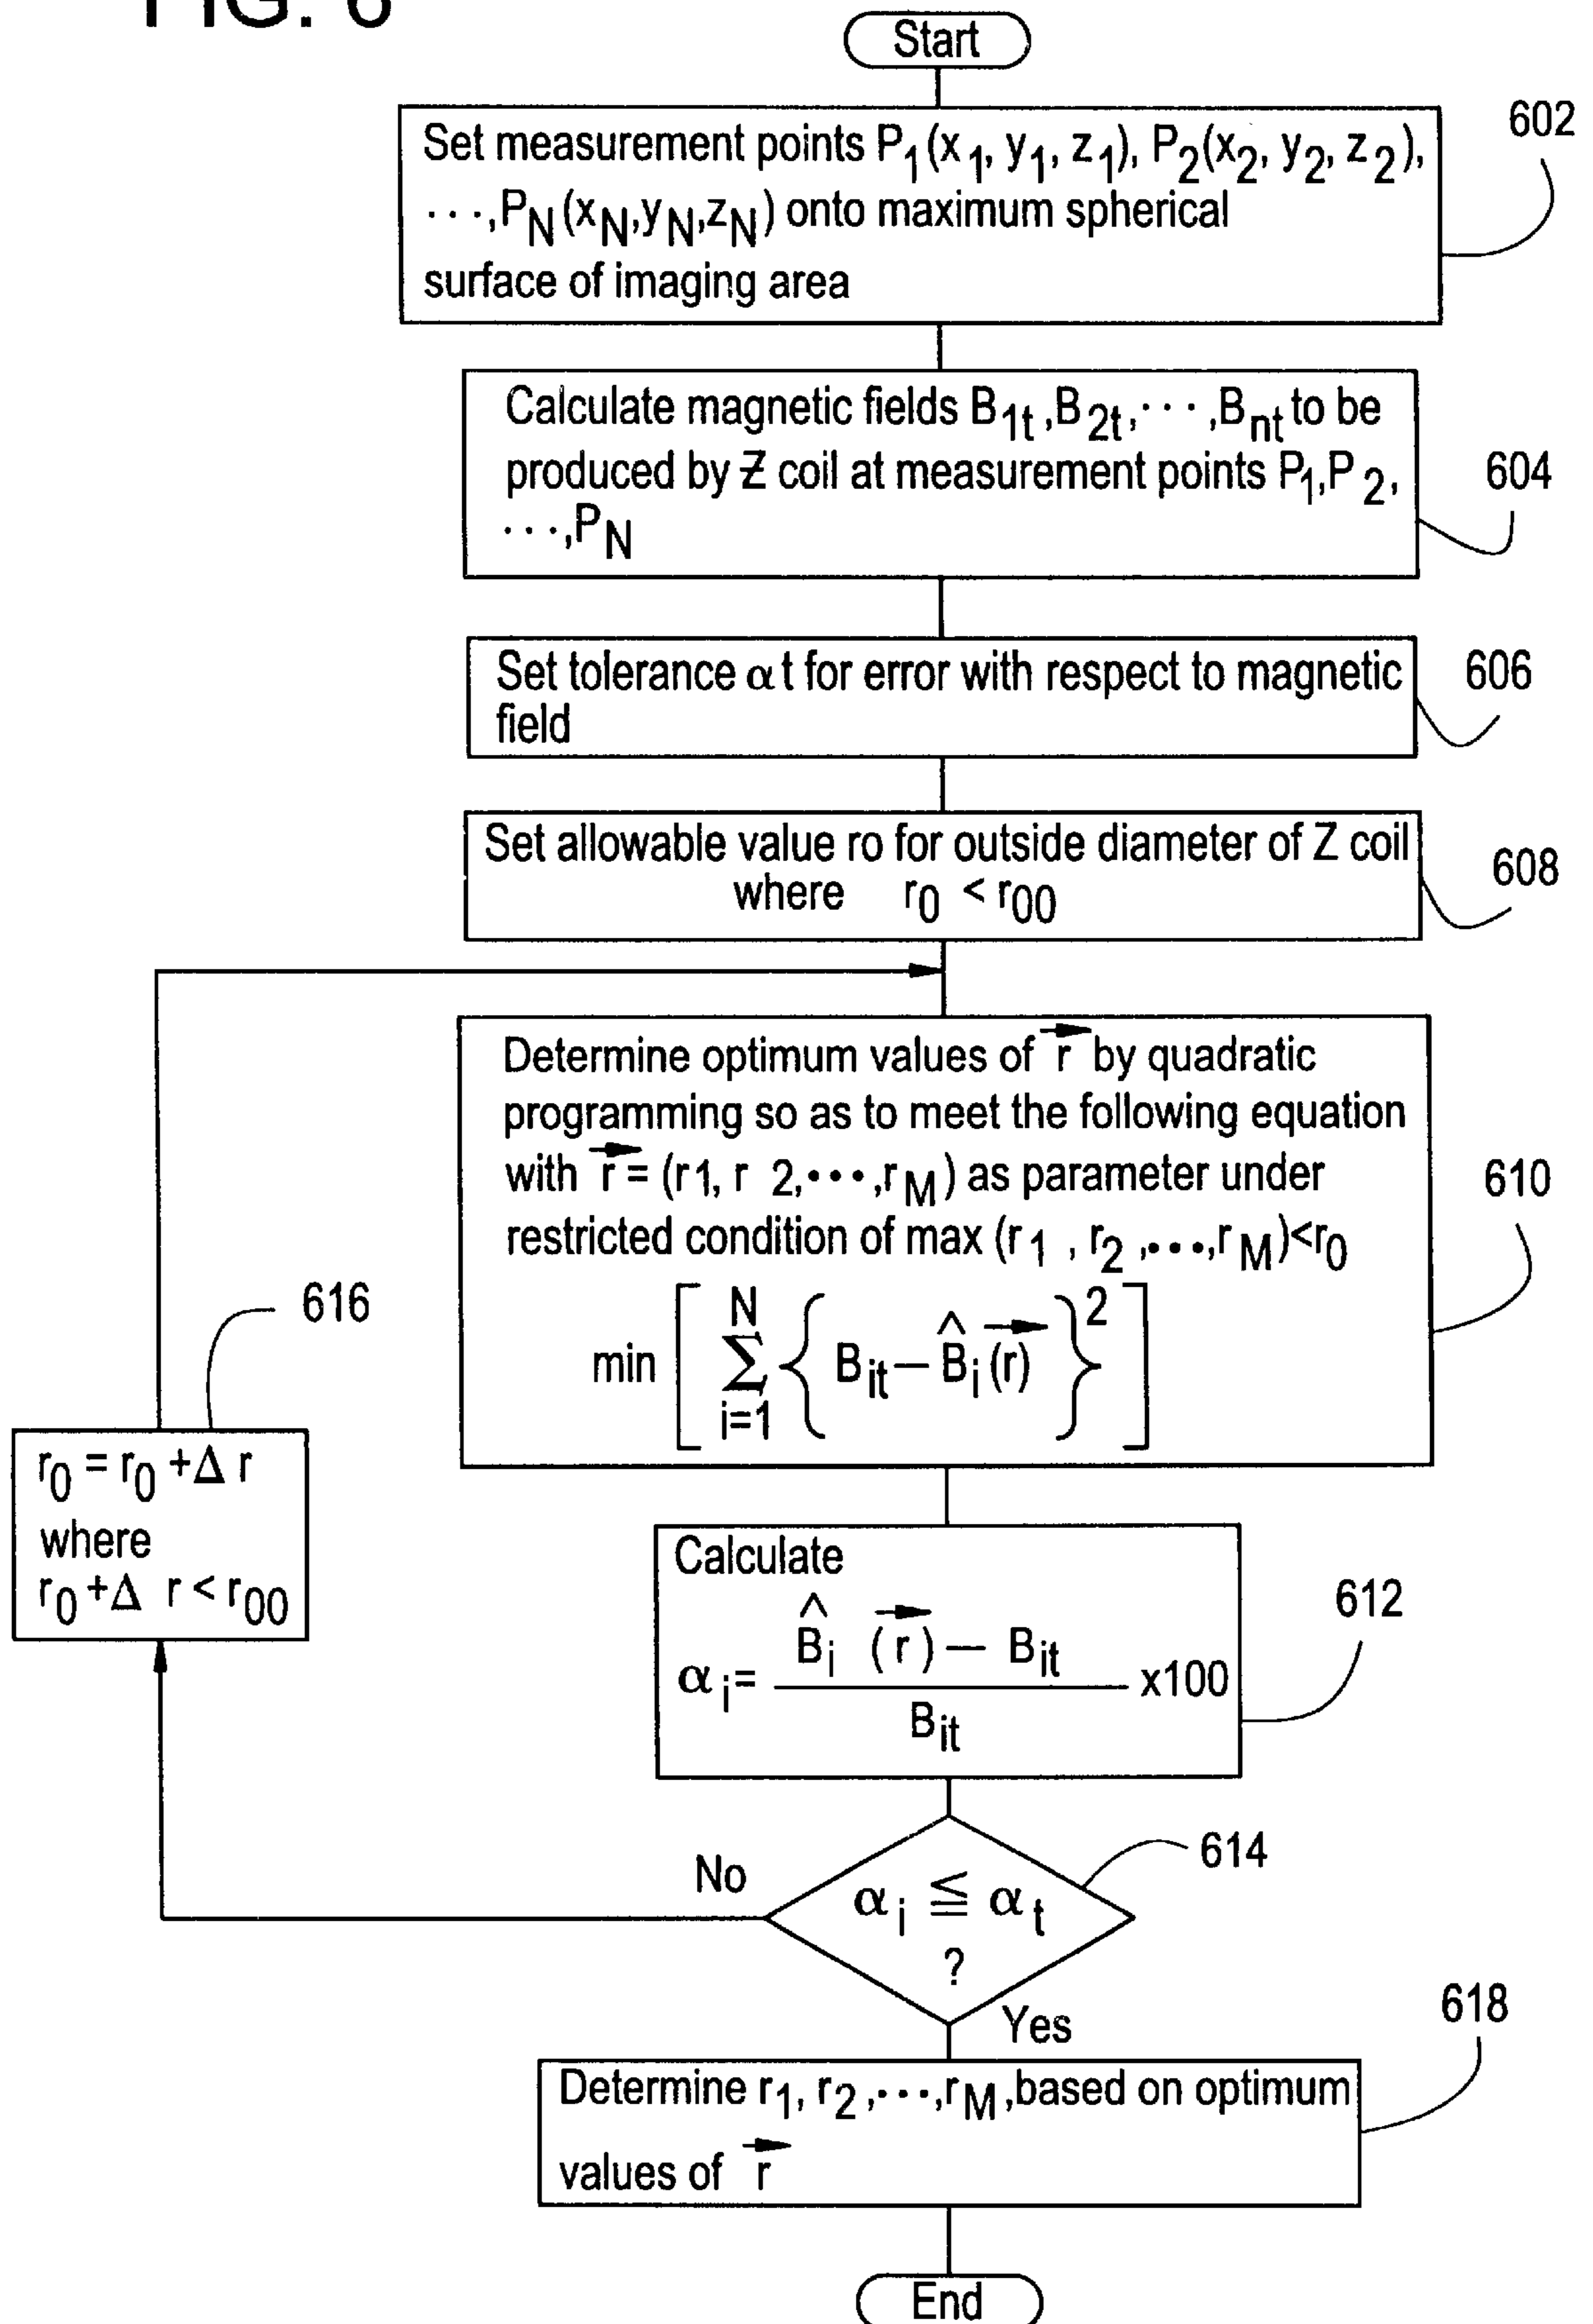 FIG. 6
Start
602
Set measurement points P1(x1, y1, z1), P2(x2, y2, z2),
···,PN(xN,yN,zN) onto maximum spherical
surface of imaging area
Calculate magnetic fields B1t,B2t,···,Bnt to be
produced by Z coil at measurement points P1,P2,
···,PN
604
Set tolerance αt for error with respect to magnetic
field
606
Set allowable value ro for outside diameter of Z coil
where r0 < r00
608
Determine optimum values of r⃗ by quadratic
programming so as to meet the following equation
with r⃗ = (r1, r 2,···,rM) as parameter under
restricted condition of max (r1 , r2 ,···,rM)<r0
min [ Σ i=1 N { Bit − B̂i (r⃗) }2 ]
610
616
r0 = r0 +Δ r
where
r0 +Δ r < r00
Calculate
αi= B̂i (r⃗) − Bit / Bit x100
612
614
No
αi ≦ αt
?
Yes
618
Determine r1, r2 ,···,rM ,based on optimum
values of r⃗
End